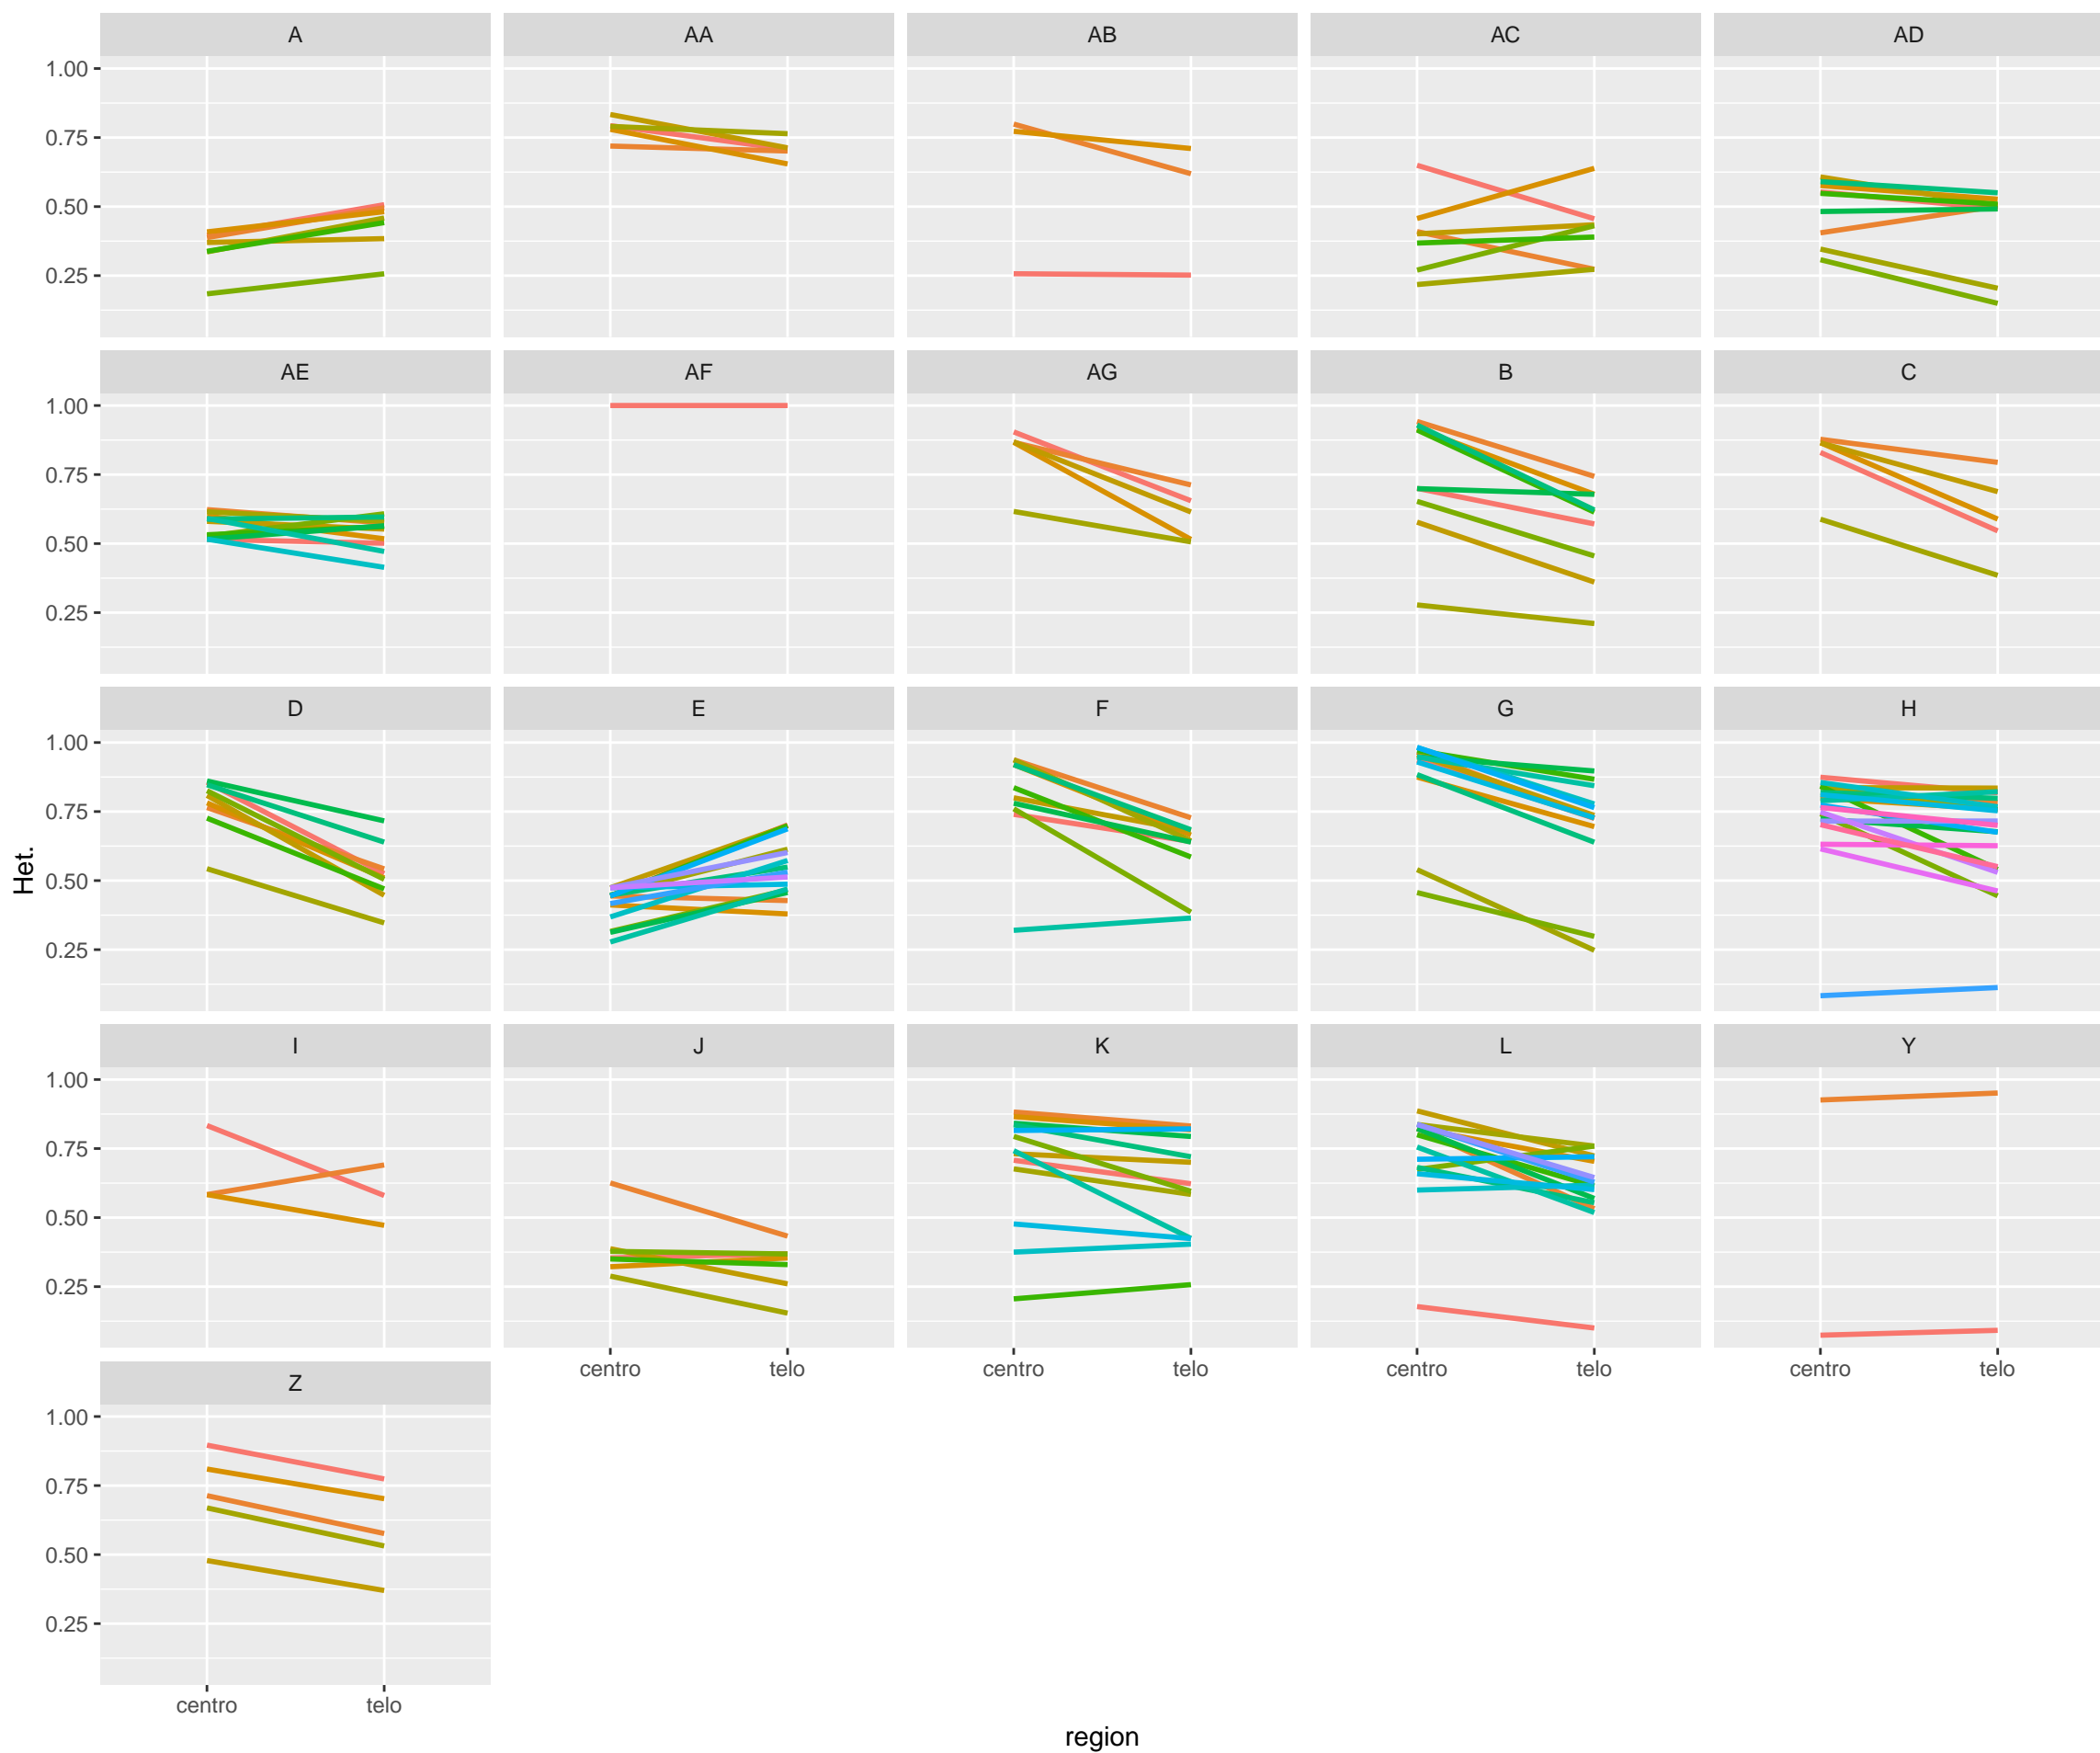 A AA AB AC AD
1.00
0.75
0.50
0.25
AE AF AG B C
1.00
0.75
0.50
0.25
D E F G H
1.00
0.75
0.50
0.25
Het.
I J K L Y
1.00
0.75
0.50
0.25
centro telo centro telo centro telo centro telo
Z
1.00
0.75
0.50
0.25
centro telo
region